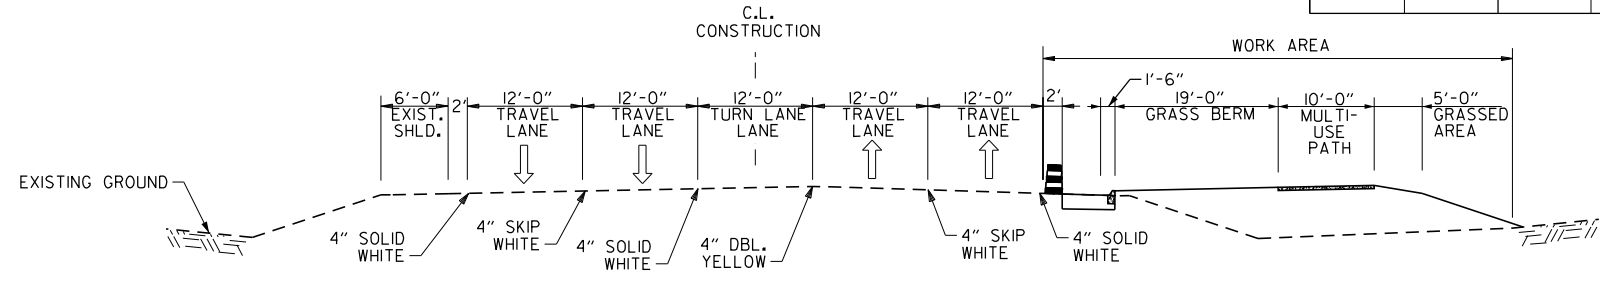 C.L.
CONSTRUCTION
WORK AREA
1'-6"
6'-0"
EXIST.
SHLD.
2'
12'-0"
TRAVEL
LANE
12'-0"
TRAVEL
LANE
12'-0"
TURN LANE
LANE
12'-0"
TRAVEL
LANE
12'-0"
TRAVEL
LANE
2'
19'-0"
GRASS BERM
10'-0"
MULTI-
USE
PATH
5'-0"
GRASSED
AREA
EXISTING GROUND
4" SOLID
WHITE
4" SKIP
WHITE
4" SOLID
WHITE
4" DBL.
YELLOW
4" SKIP
WHITE
4" SOLID
WHITE